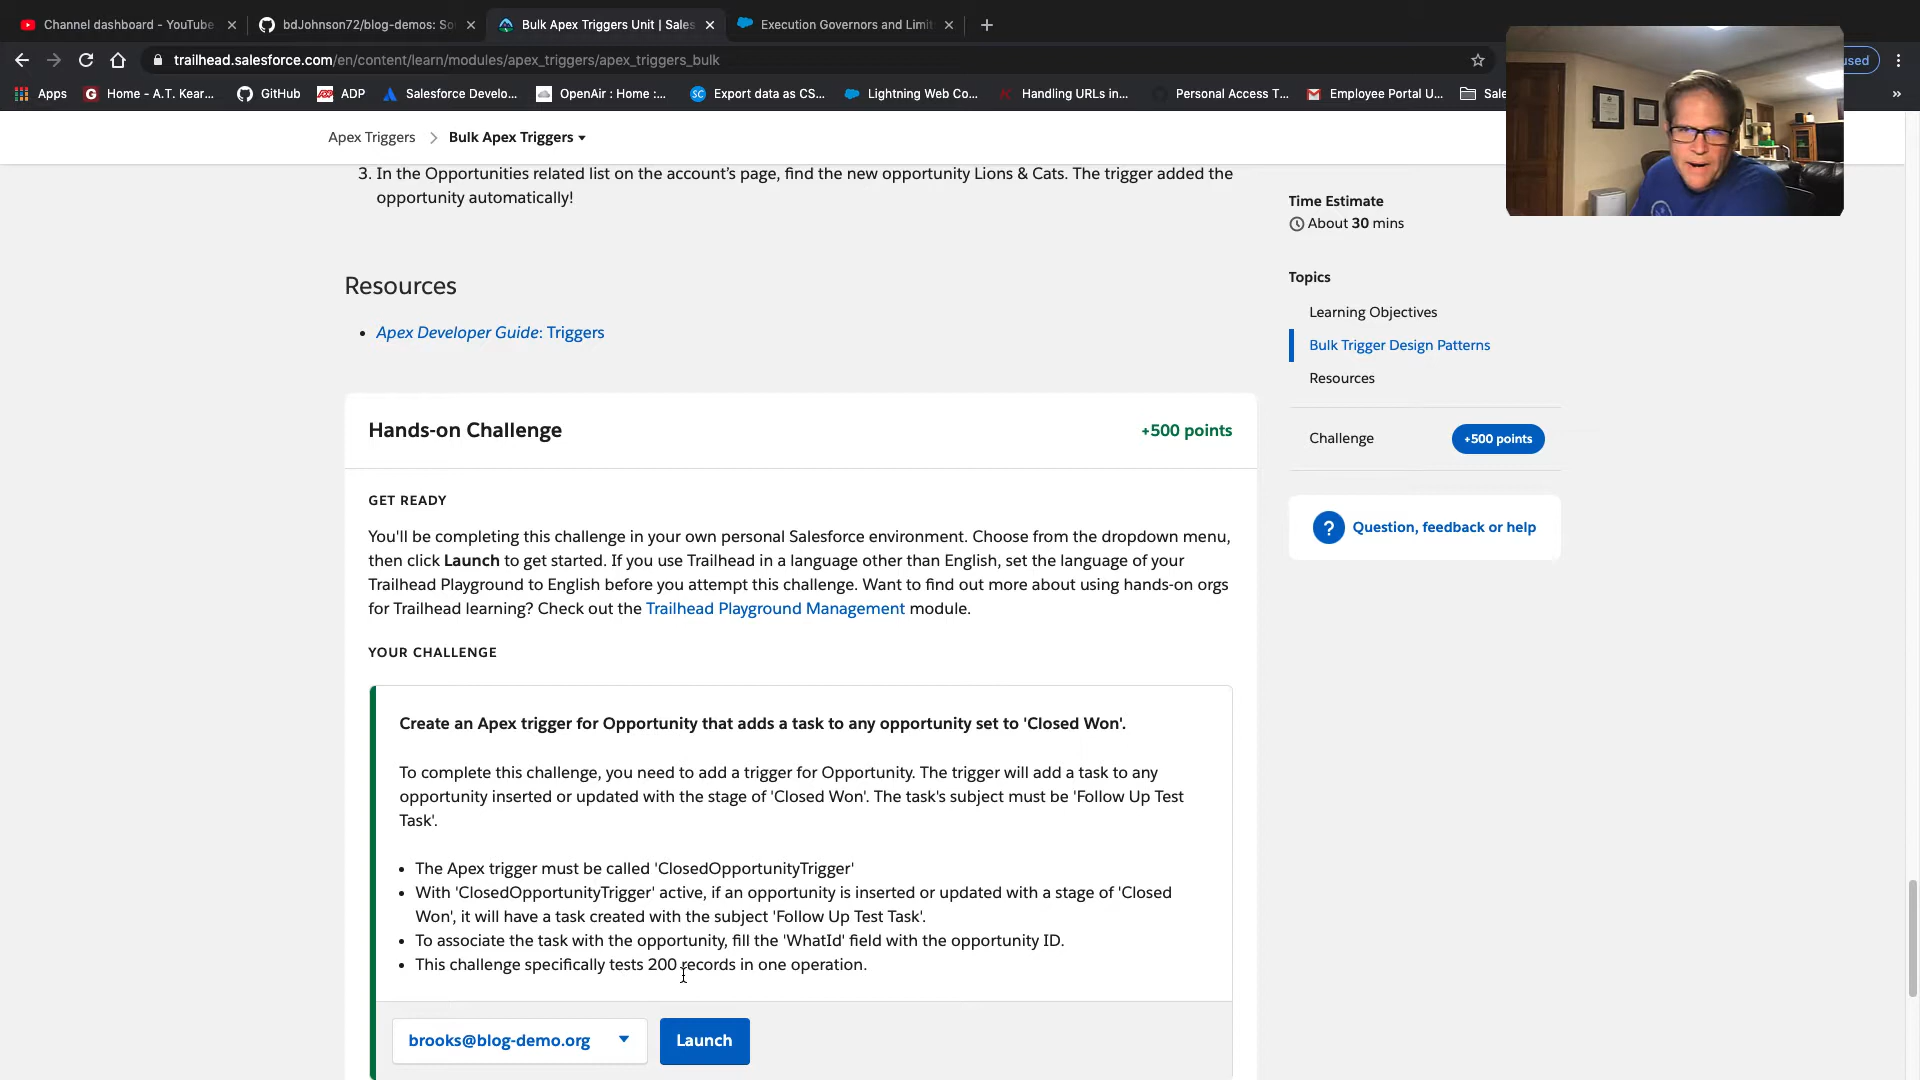 Channel dashboard - YouTube
bdJohnson72/blog-demos: So
Bulk Apex Triggers Unit | Sales
Execution Governors and Limit
trailhead.salesforce.com/en/content/learn/modules/apex_triggers/apex_triggers_bulk
used
Apps
Home - A.T. Kear...
GitHub
ADP
Salesforce Develo...
OpenAir : Home :...
Export data as CS...
Lightning Web Co...
Handling URLs in...
Personal Access T...
Employee Portal U...
Sale
»
Apex Triggers
Bulk Apex Triggers
3. In the Opportunities related list on the account's page, find the new opportunity Lions & Cats. The trigger added the
opportunity automatically!
Resources
• Apex Developer Guide: Triggers
Time Estimate
About 30 mins
Topics
Learning Objectives
Bulk Trigger Design Patterns
Resources
Challenge
+500 points
? Question, feedback or help
Hands-on Challenge
+500 points
GET READY
You'll be completing this challenge in your own personal Salesforce environment. Choose from the dropdown menu,
then click Launch to get started. If you use Trailhead in a language other than English, set the language of your
Trailhead Playground to English before you attempt this challenge. Want to find out more about using hands-on orgs
for Trailhead learning? Check out the Trailhead Playground Management module.
YOUR CHALLENGE
Create an Apex trigger for Opportunity that adds a task to any opportunity set to 'Closed Won'.
To complete this challenge, you need to add a trigger for Opportunity. The trigger will add a task to any
opportunity inserted or updated with the stage of 'Closed Won'. The task's subject must be 'Follow Up Test
Task'.
• The Apex trigger must be called 'ClosedOpportunityTrigger'
• With 'ClosedOpportunityTrigger' active, if an opportunity is inserted or updated with a stage of 'Closed
Won', it will have a task created with the subject 'Follow Up Test Task'.
• To associate the task with the opportunity, fill the 'WhatId' field with the opportunity ID.
• This challenge specifically tests 200 records in one operation.
brooks@blog-demo.org
Launch